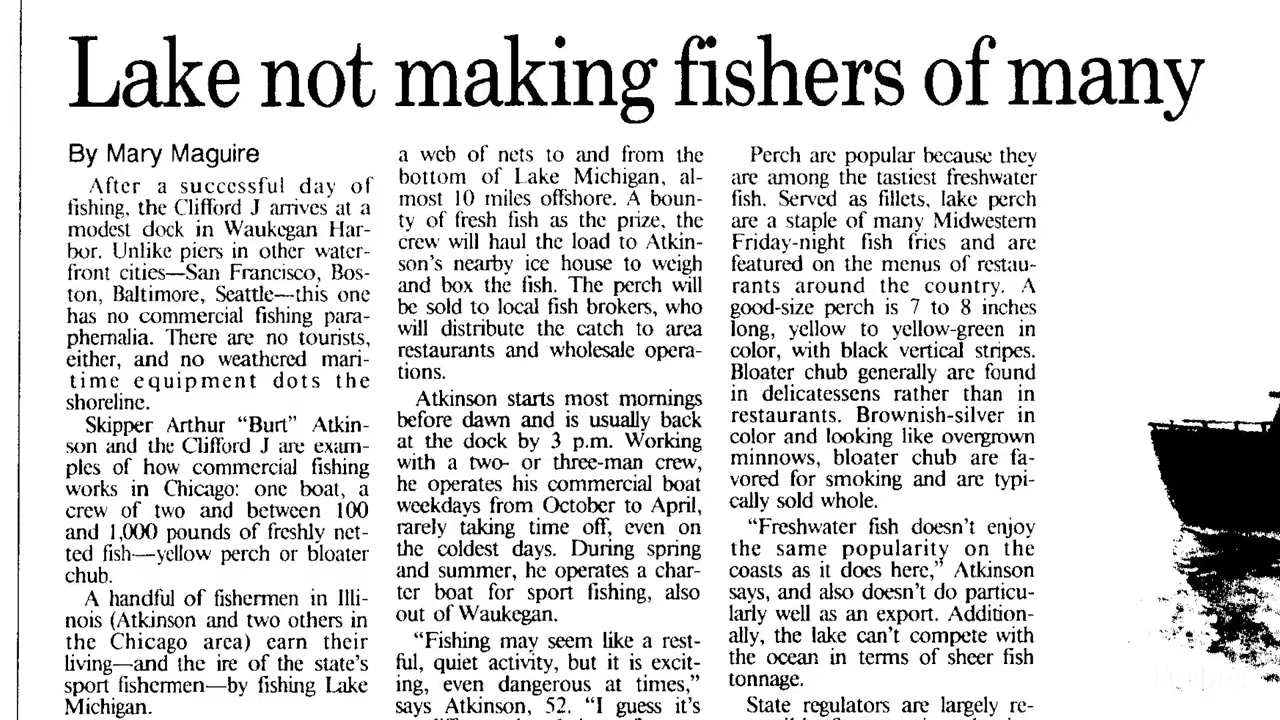 Lake not making fishers of many
By Mary Maguire
After a successful day of
fishing, the Clifford J arrives at a
modest dock in Waukegan Har-
bor. Unlike piers in other water-
front cities—San Francisco, Bos-
ton, Baltimore, Seattle—this one
has no commercial fishing para-
phernalia. There are no tourists,
either, and no weathered mari-
time equipment dots the
shoreline.
Skipper Arthur "Burt" Atkin-
son and the Clifford J are exam-
ples of how commercial fishing
works in Chicago: one boat, a
crew of two and between 100
and 1,000 pounds of freshly net-
ted fish—yellow perch or bloater
chub.
A handful of fishermen in Illi-
nois (Atkinson and two others in
the Chicago area) earn their
living—and the ire of the state's
sport fishermen—by fishing Lake
Michigan.
a web of nets to and from the
bottom of Lake Michigan, al-
most 10 miles offshore. A boun-
ty of fresh fish as the prize, the
crew will haul the load to Atkin-
son's nearby ice house to weigh
and box the fish. The perch will
be sold to local fish brokers, who
will distribute the catch to area
restaurants and wholesale opera-
tions.
Atkinson starts most mornings
before dawn and is usually back
at the dock by 3 p.m. Working
with a two- or three-man crew,
he operates his commercial boat
weekdays from October to April,
rarely taking time off, even on
the coldest days. During spring
and summer, he operates a char-
ter boat for sport fishing, also
out of Waukegan.
"Fishing may seem like a rest-
ful, quiet activity, but it is excit-
ing, even dangerous at times,"
says Atkinson, 52. "I guess it's
Perch are popular because they
are among the tastiest freshwater
fish. Served as fillets, lake perch
are a staple of many Midwestern
Friday-night fish fries and are
featured on the menus of restau-
rants around the country. A
good-size perch is 7 to 8 inches
long, yellow to yellow-green in
color, with black vertical stripes.
Bloater chub generally are found
in delicatessens rather than in
restaurants. Brownish-silver in
color and looking like overgrown
minnows, bloater chub are fa-
vored for smoking and are typi-
cally sold whole.
"Freshwater fish doesn't enjoy
the same popularity on the
coasts as it does here," Atkinson
says, and also doesn't do particu-
larly well as an export. Addition-
ally, the lake can't compete with
the ocean in terms of sheer fish
tonnage.
State regulators are largely re-